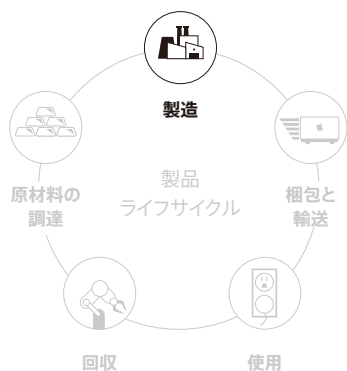 製造
原材料の
調達
製品
ライフサイクル
梱包と
輸送
回収
使用